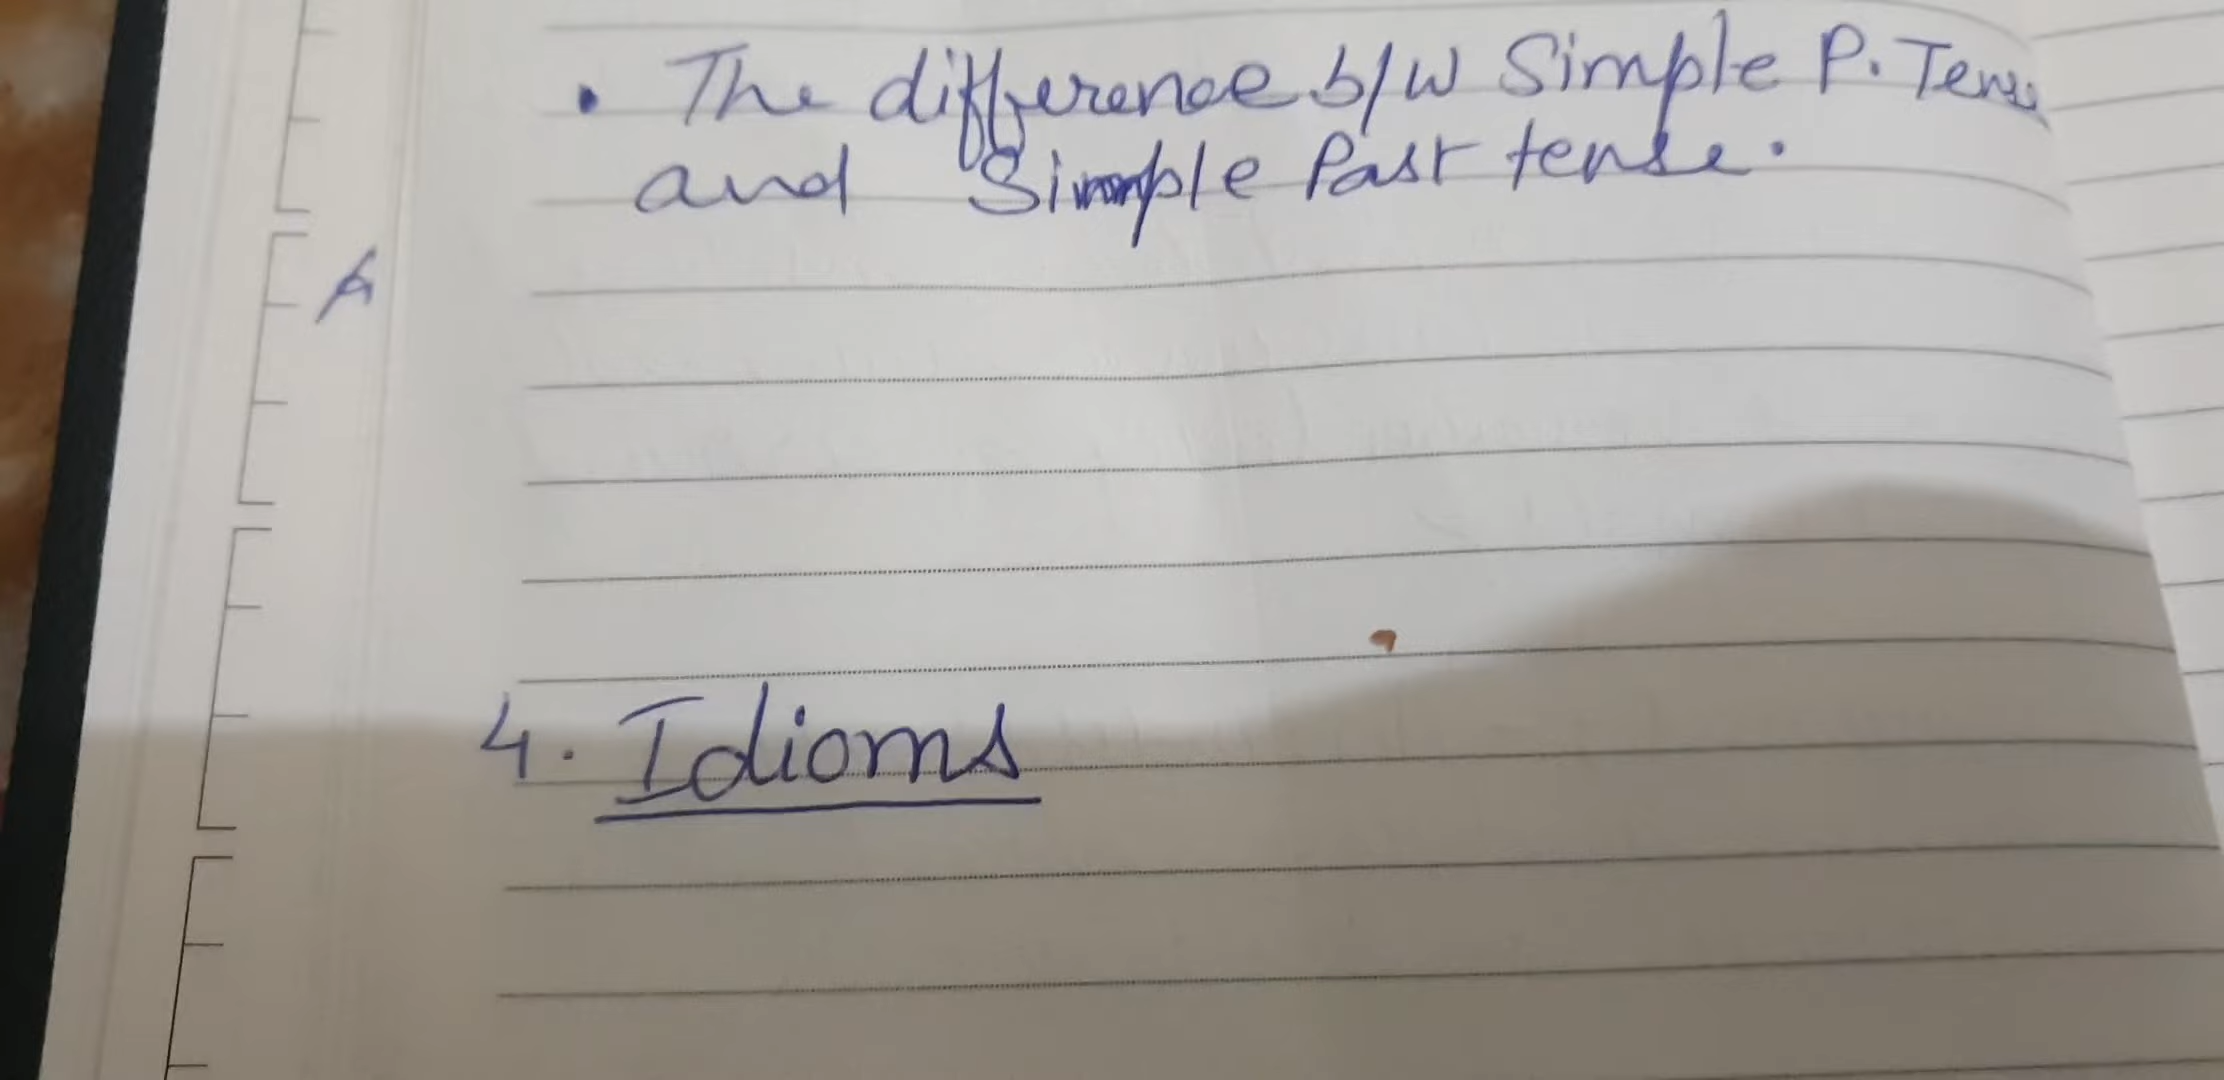 • The difference b/w Simple P. Tense
and Simple Past tense.
4. Idioms